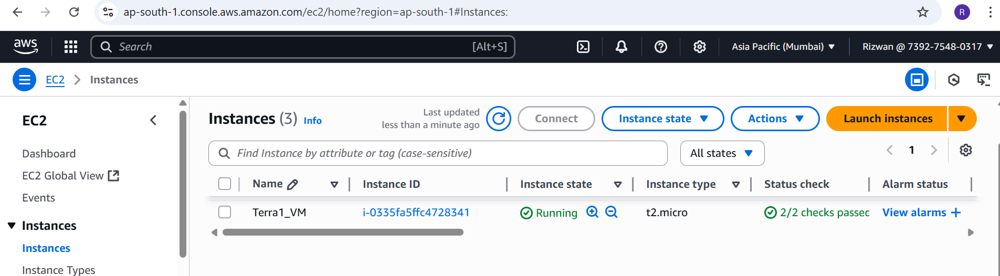 ap-south-1.console.aws.amazon.com/ec2/home?region=ap-south-1#Instances:
R
aws
Search
[Alt+S]
Asia Pacific (Mumbai)
Rizwan @ 7392-7548-0317
EC2
Instances
EC2
Dashboard
EC2 Global View
Events
Instances
Instances
Instance Types
Instances (3) Info
Last updated
less than a minute ago
Connect
Instance state
Actions
Launch instances
Find Instance by attribute or tag (case-sensitive)
All states
1
Name Instance ID Instance state Instance type Status check Alarm status
Terra1_VM i-0335fa5ffc4728341 Running t2.micro 2/2 checks passed View alarms +